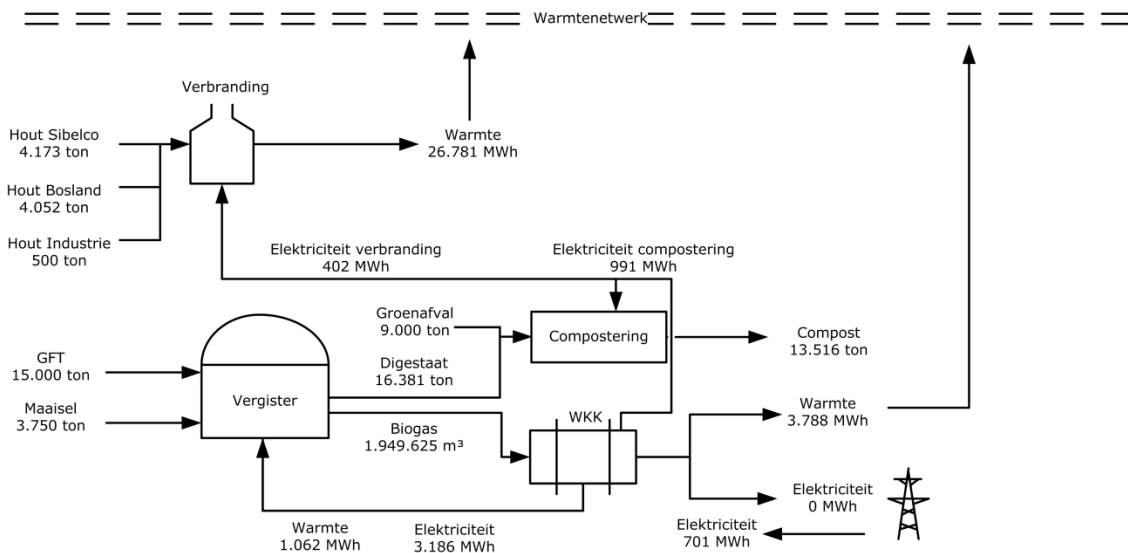 Warmtenetwerk
Verbranding
Hout Sibelco
4.173 ton
Warmte
26.781 MWh
Hout Bosland
4.052 ton
Hout Industrie
500 ton
Elektriciteit verbranding
402 MWh
Elektriciteit compostering
991 MWh
Groenafval
9.000 ton
Compostering
Compost
13.516 ton
GFT
15.000 ton
Digestaat
16.381 ton
Vergister
Maaisel
3.750 ton
Biogas
1.949.625 m³
WKK
Warmte
3.788 MWh
Elektriciteit
0 MWh
Warmte
1.062 MWh
Elektriciteit
3.186 MWh
Elektriciteit
701 MWh